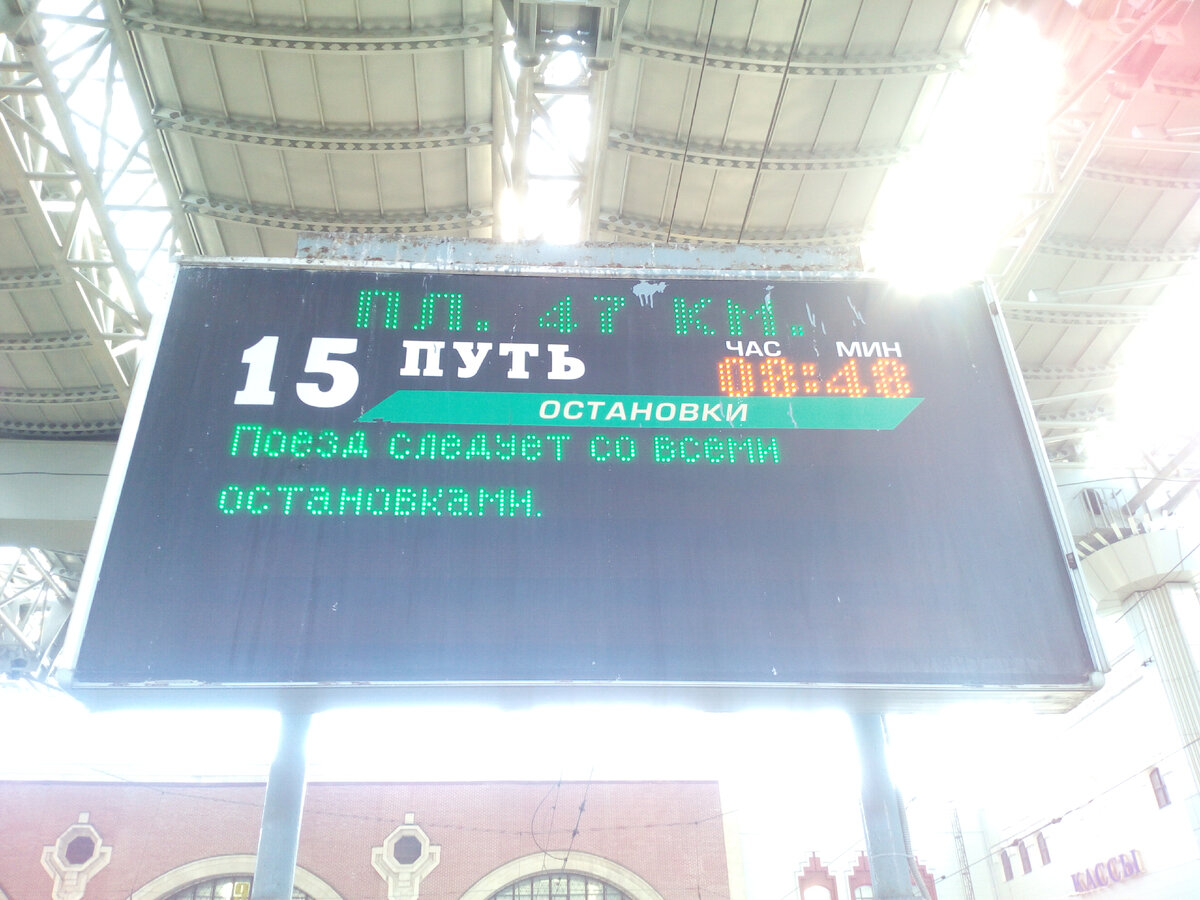 ПЛ. 47 КМ.
15 ПУТЬ
ЧАС МИН
08:48
ОСТАНОВКИ
Поезд следует со всеми
остановками.
КАССЫ